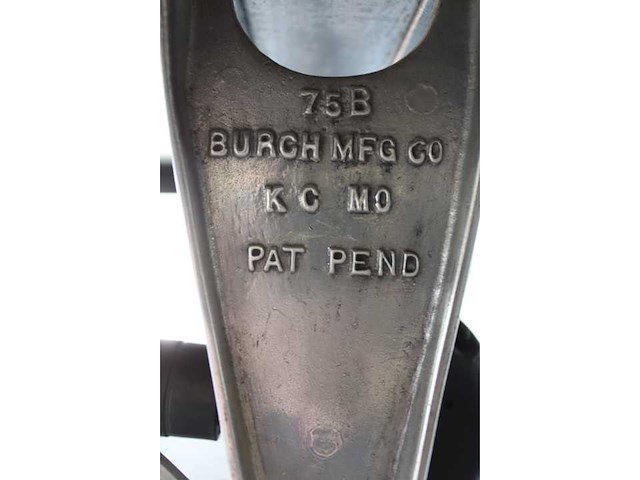 75B
BURCH MFG CO
K C MO
PAT PEND